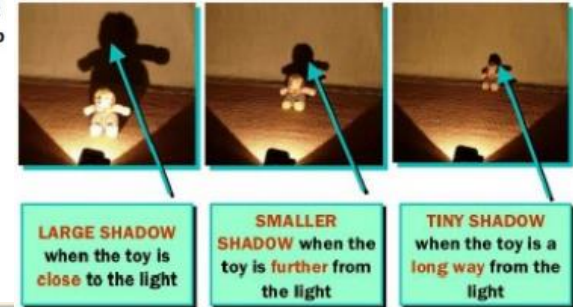 LARGE SHADOW
when the toy is
close to the light
SMALLER
SHADOW when the
toy is further from
the light
TINY SHADOW
when the toy is a
long way from the
light